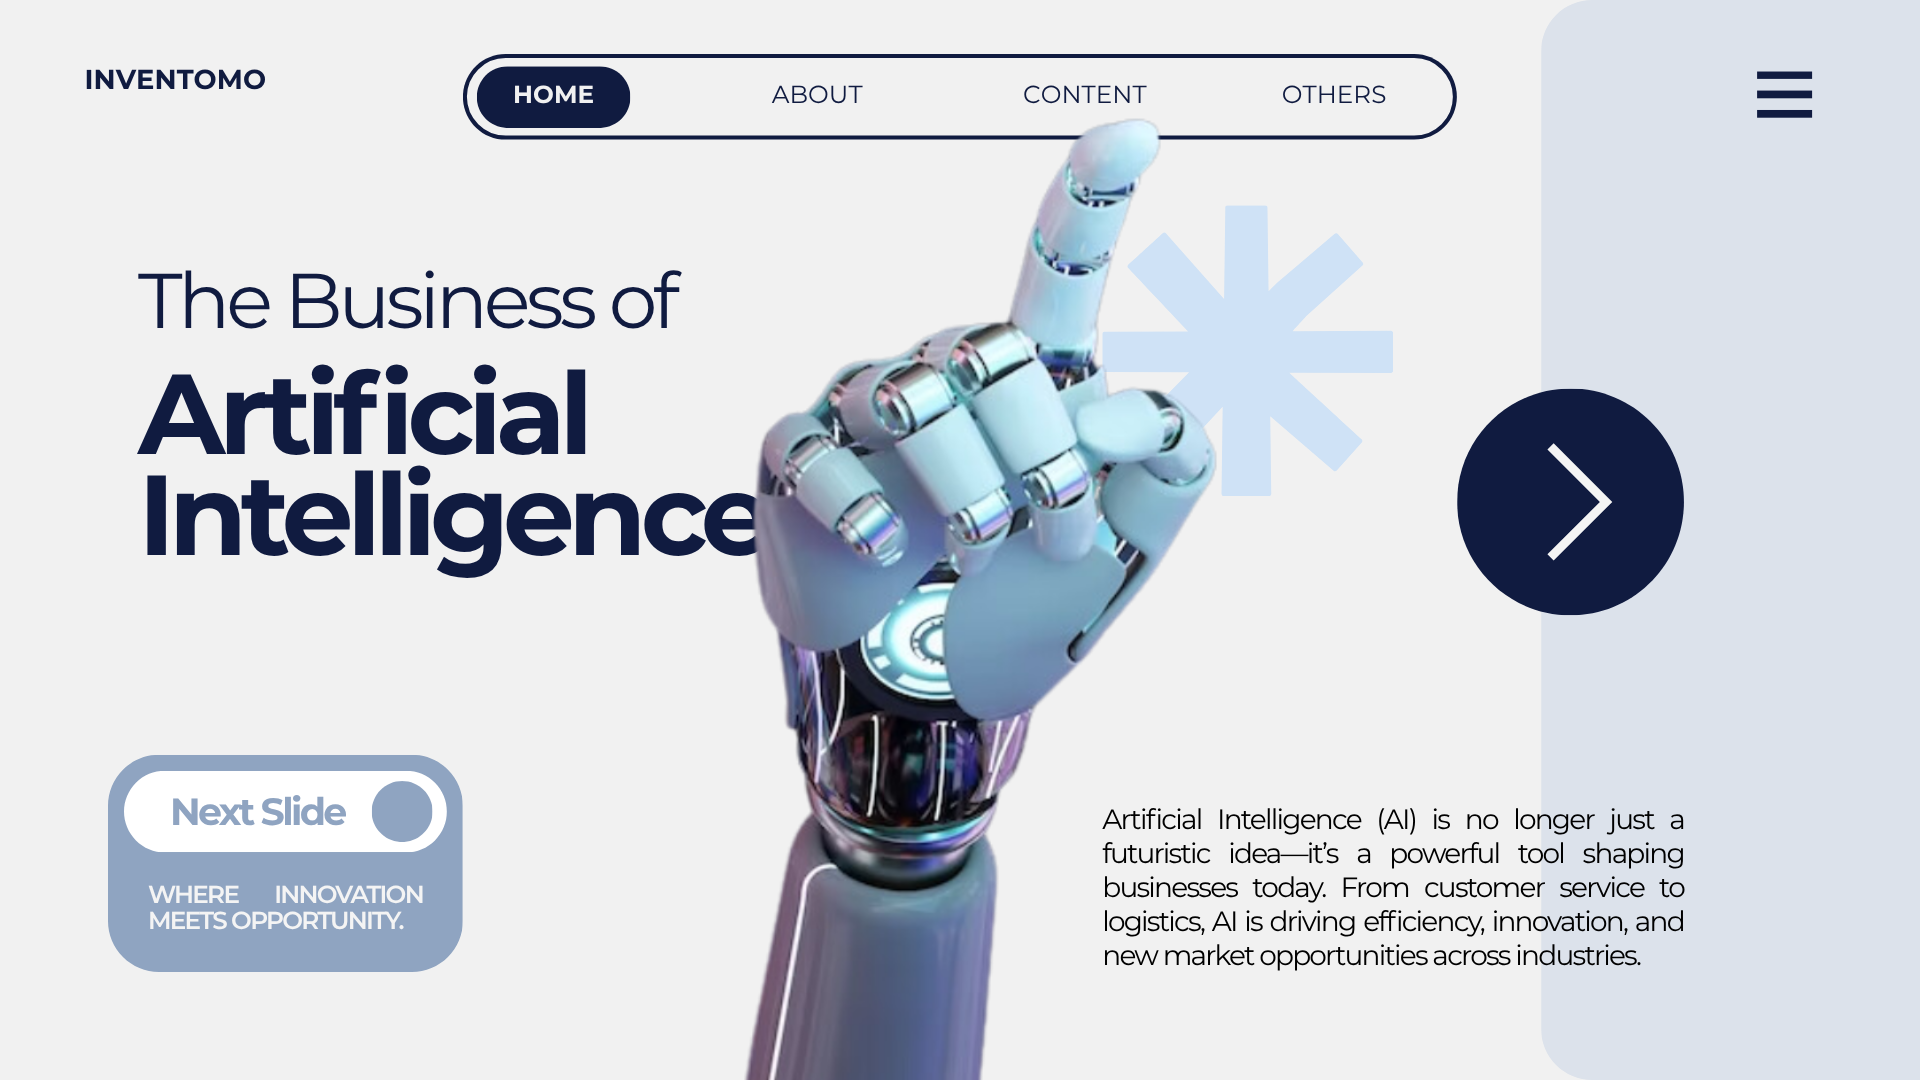 INVENTOMO
HOME ABOUT CONTENT OTHERS
The Business of
Artificial
Intelligence
Next Slide
WHERE INNOVATION
MEETS OPPORTUNITY.
Artificial Intelligence (AI) is no longer just a
futuristic idea—it’s a powerful tool shaping
businesses today. From customer service to
logistics, AI is driving efficiency, innovation, and
new market opportunities across industries.